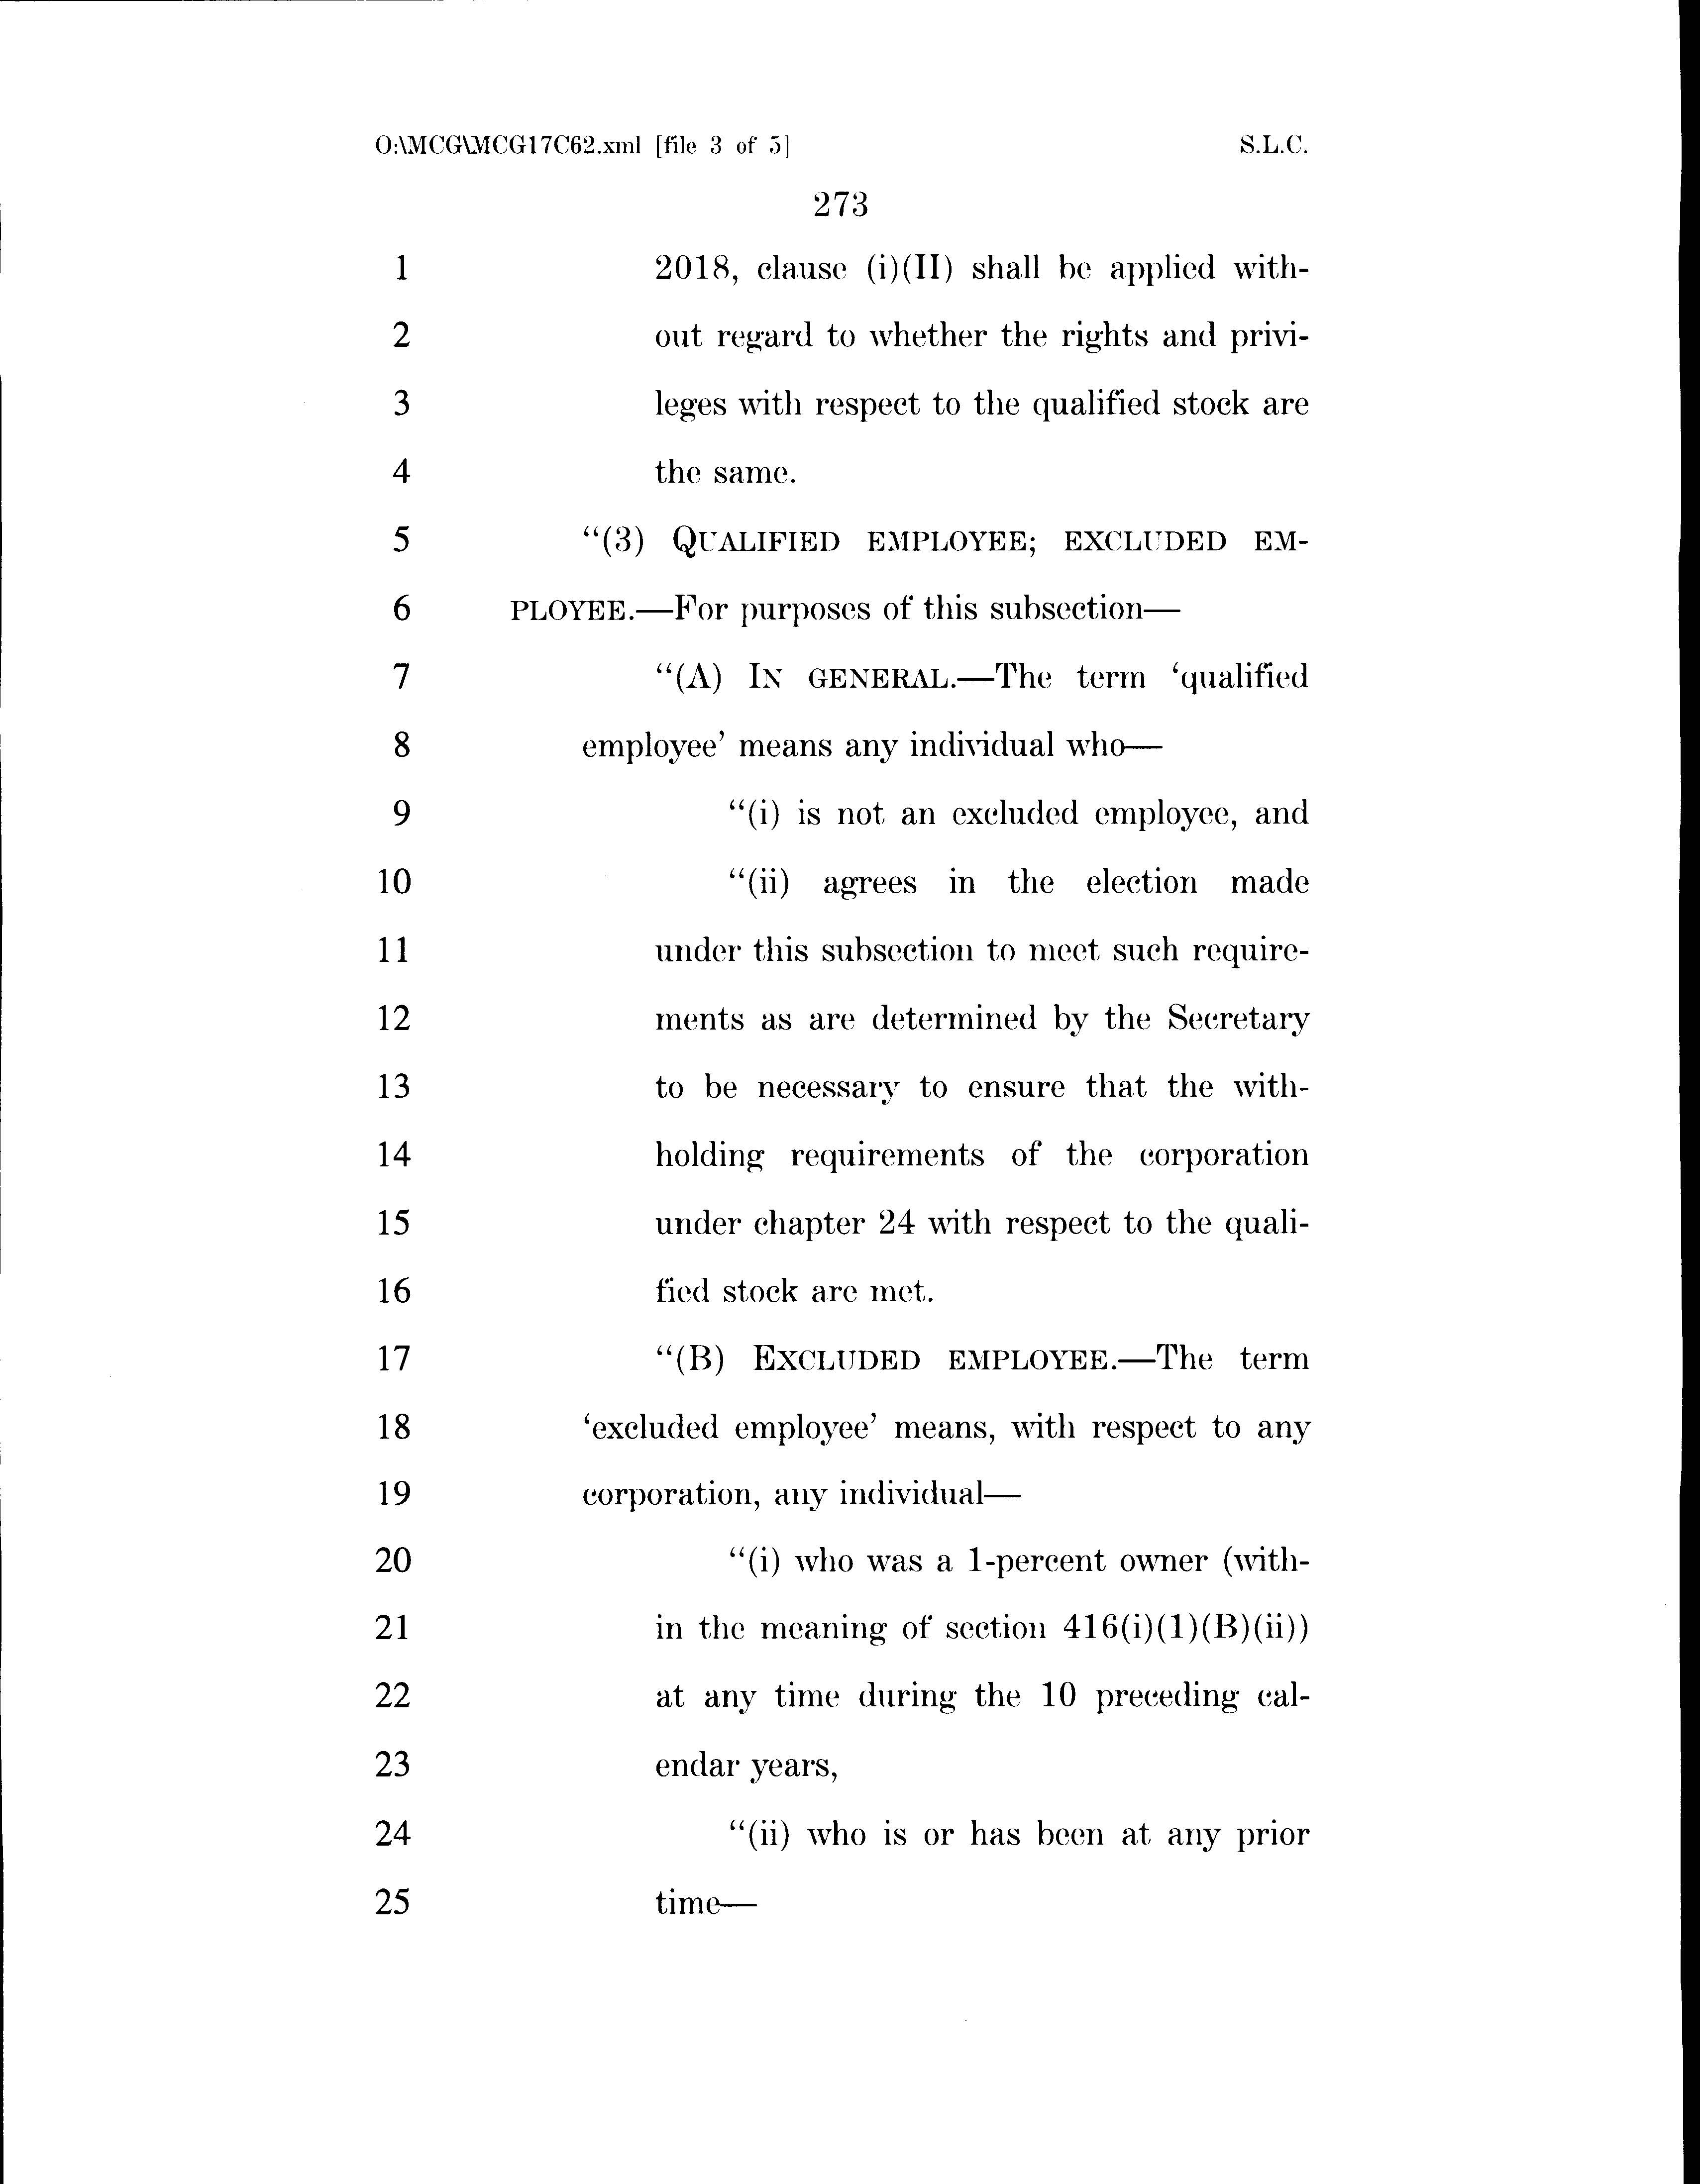 O:\MCG\MCG17C62.xml [file 3 of 5] S.L.C.
273
1 2018, clause (i)(II) shall be applied with-
2 out regard to whether the rights and privi-
3 leges with respect to the qualified stock are
4 the same.
5 “(3) QUALIFIED EMPLOYEE; EXCLUDED EM-
6 PLOYEE.—For purposes of this subsection—
7 “(A) IN GENERAL.—The term ‘qualified
8 employee’ means any individual who—
9 “(i) is not an excluded employee, and
10 “(ii) agrees in the election made
11 under this subsection to meet such require-
12 ments as are determined by the Secretary
13 to be necessary to ensure that the with-
14 holding requirements of the corporation
15 under chapter 24 with respect to the quali-
16 fied stock are met.
17 “(B) EXCLUDED EMPLOYEE.—The term
18 ‘excluded employee’ means, with respect to any
19 corporation, any individual—
20 “(i) who was a 1-percent owner (with-
21 in the meaning of section 416(i)(1)(B)(ii))
22 at any time during the 10 preceding cal-
23 endar years,
24 “(ii) who is or has been at any prior
25 time—